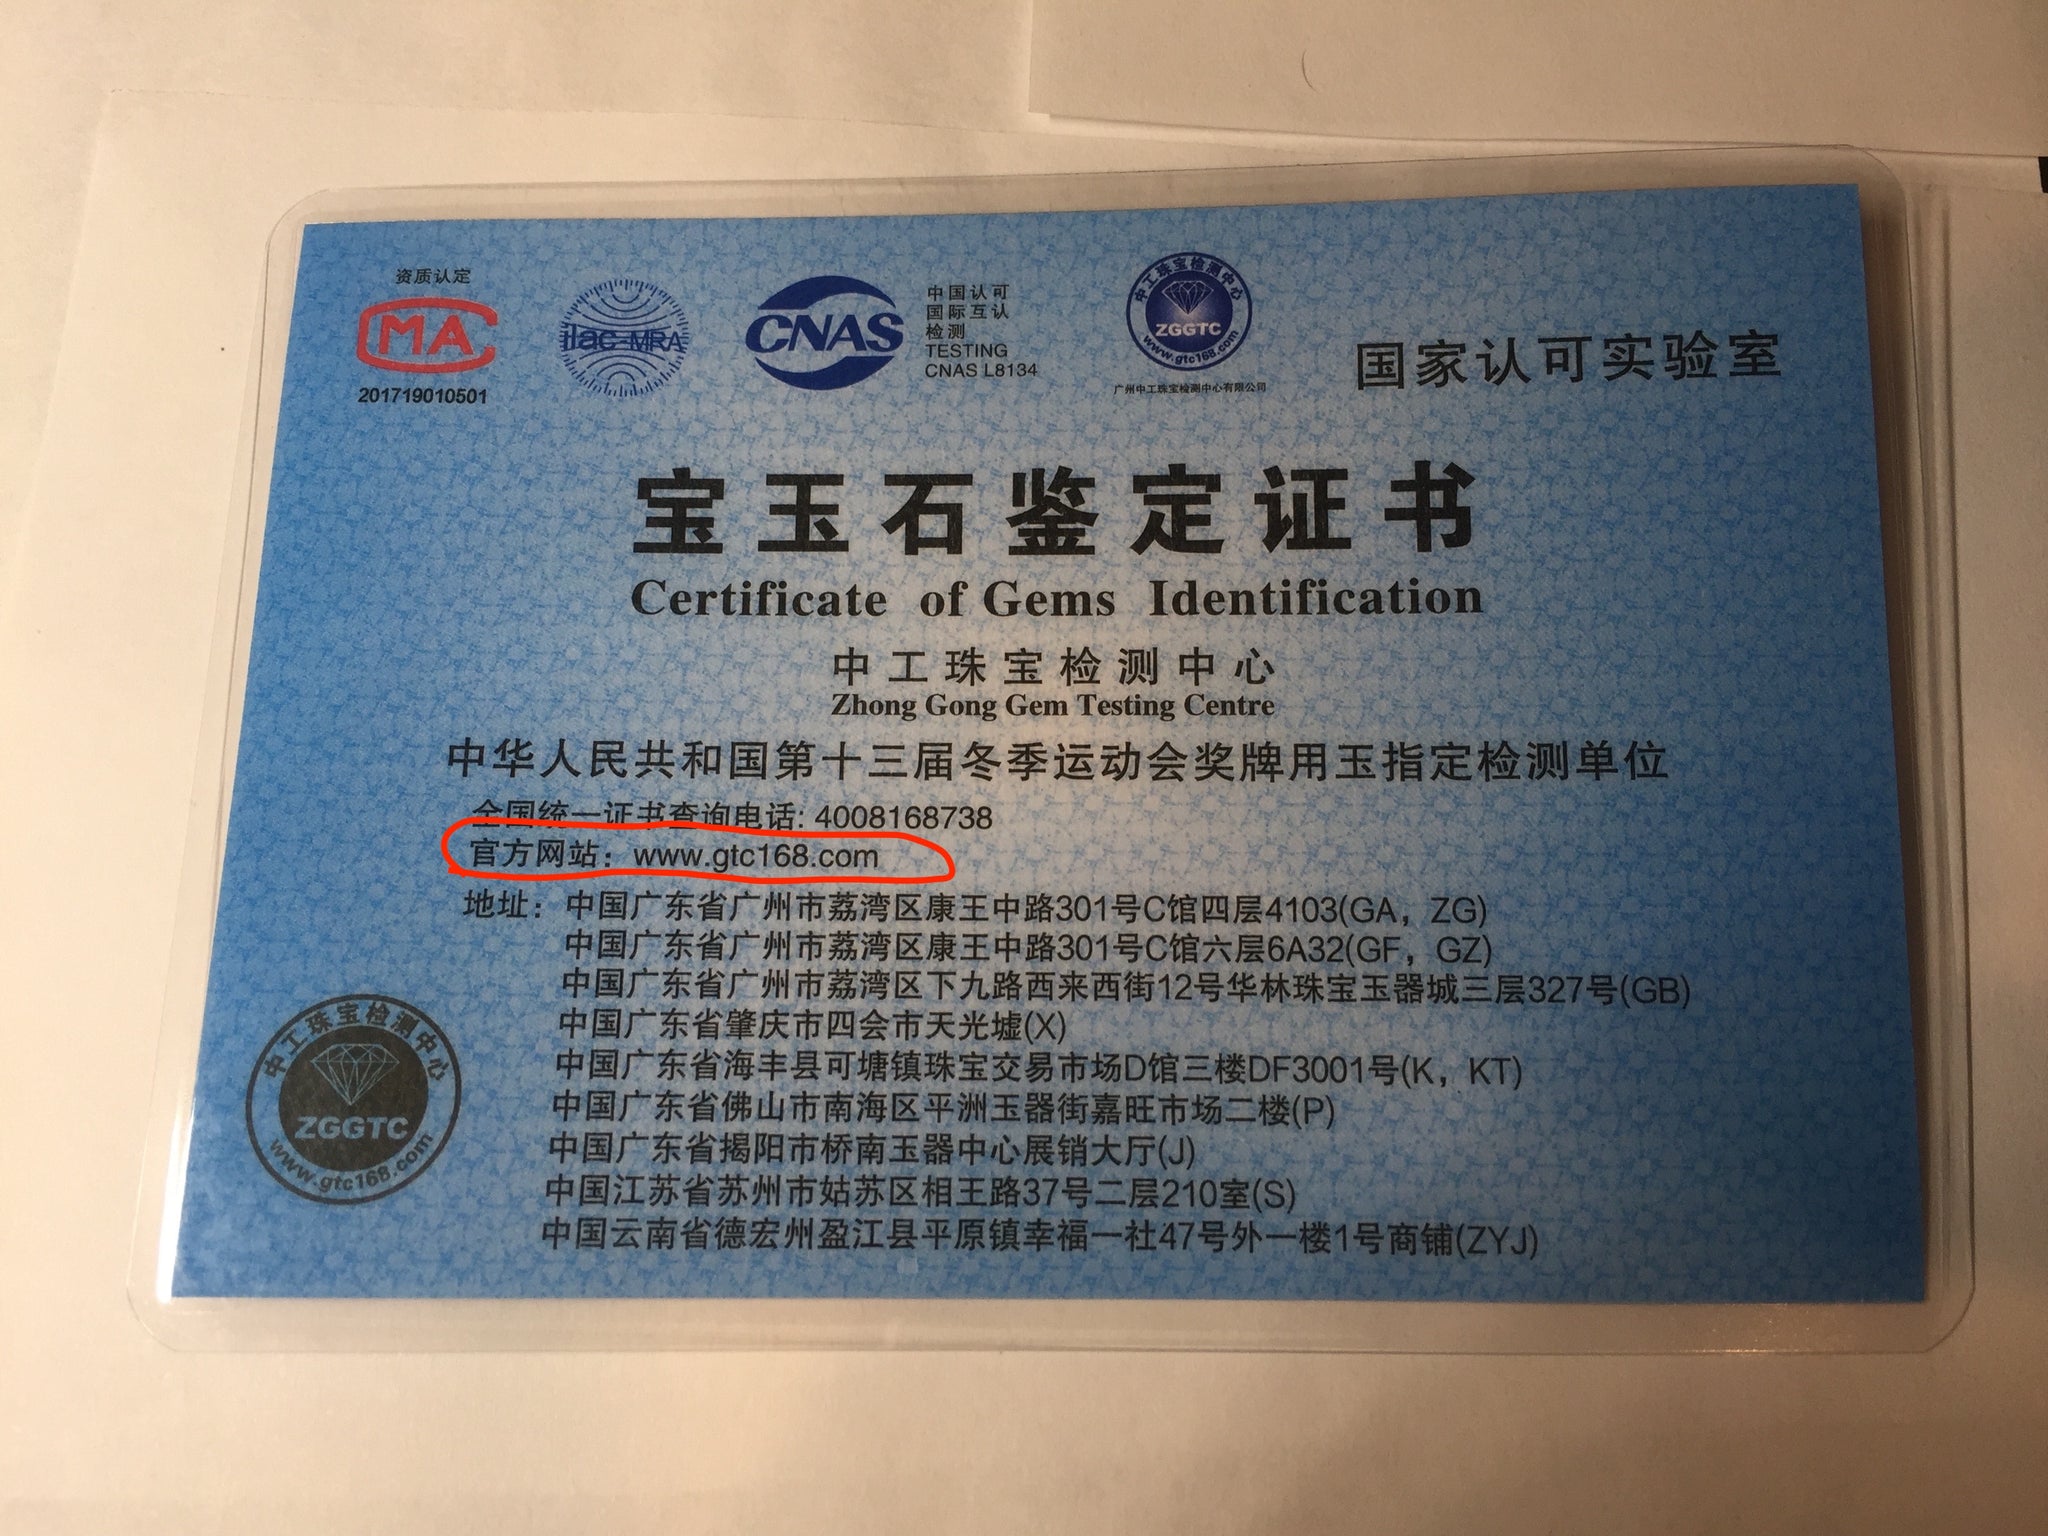 资质认定
CMA
201719010501
ilac-MRA
CNAS
中国认可
国际互认
检测
TESTING
CNAS L8134
中工珠宝检测中心
ZGGTC
www.gtc168.com
广州中工珠宝检测中心有限公司
国家认可实验室
宝玉石鉴定证书
Certificate of Gems Identification
中工珠宝检测中心
Zhong Gong Gem Testing Centre
中华人民共和国第十三届冬季运动会奖牌用玉指定检测单位
全国统一证书查询电话: 4008168738
官方网站：www.gtc168.com
地址：中国广东省广州市荔湾区康王中路301号C馆四层4103(GA，ZG)
中国广东省广州市荔湾区康王中路301号C馆六层6A32(GF，GZ)
中国广东省广州市荔湾区下九路西来西街12号华林珠宝玉器城三层327号(GB)
中国广东省肇庆市四会市天光墟(X)
中国广东省海丰县可塘镇珠宝交易市场D馆三楼DF3001号(K，KT)
中国广东省佛山市南海区平洲玉器街嘉旺市场二楼(P)
中国广东省揭阳市桥南玉器中心展销大厅(J)
中国江苏省苏州市姑苏区相王路37号二层210室(S)
中国云南省德宏州盈江县平原镇幸福一社47号外一楼1号商铺(ZYJ)
中工珠宝检测中心
ZGGTC
www.gtc168.com